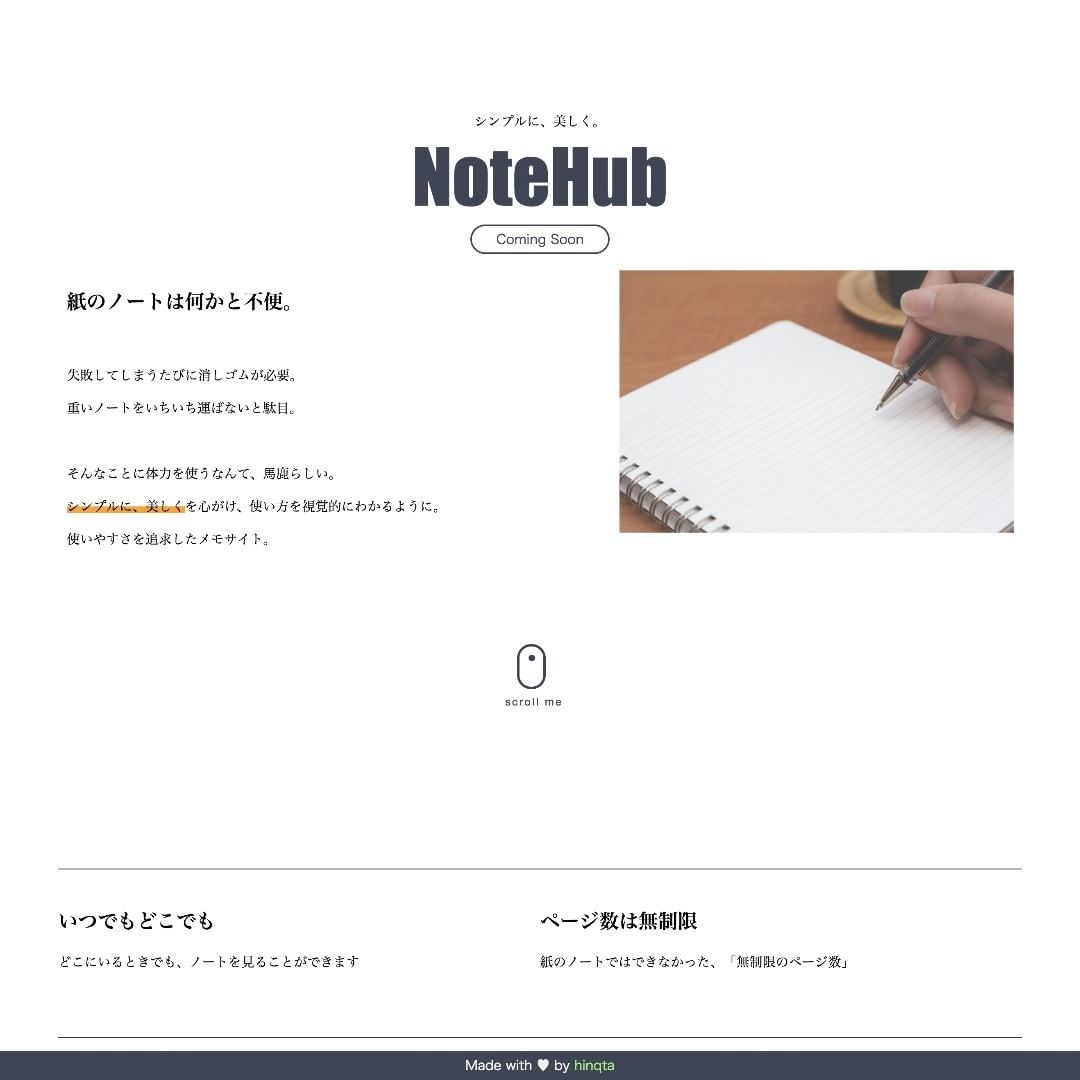 シンプルに、美しく。
NoteHub
Coming Soon
紙のノートは何かと不便。
失敗してしまうたびに消しゴムが必要。
重いノートをいちいち運ばないと駄目。
そんなことに体力を使うなんて、馬鹿らしい。
シンプルに、美しくを心がけ、使い方を視覚的にわかるように。
使いやすさを追求したメモサイト。
scroll me
いつでもどこでも
どこにいるときでも、ノートを見ることができます
ページ数は無制限
紙のノートではできなかった、「無制限のページ数」
Made with ♥ by hinqta